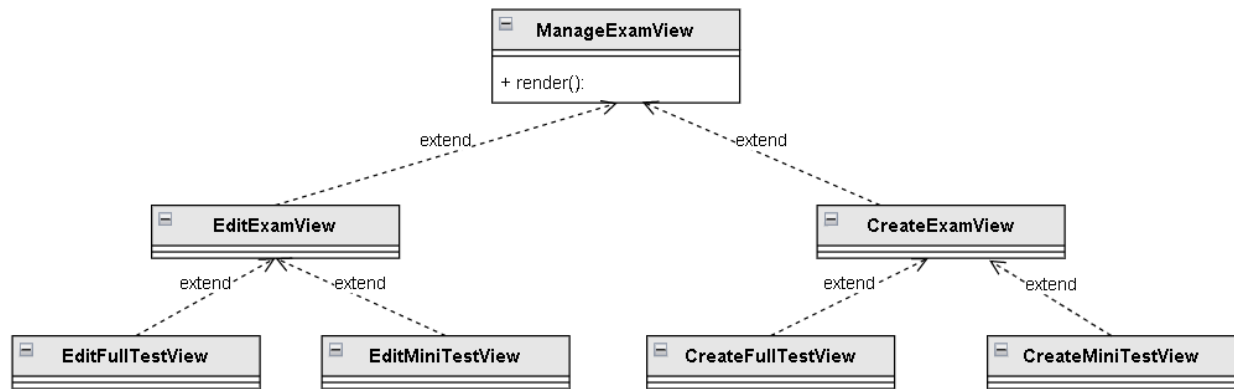 ManageExamView
+ render():
extend
extend
EditExamView
CreateExamView
extend
extend
extend
extend
EditFullTestView
EditMiniTestView
CreateFullTestView
CreateMiniTestView